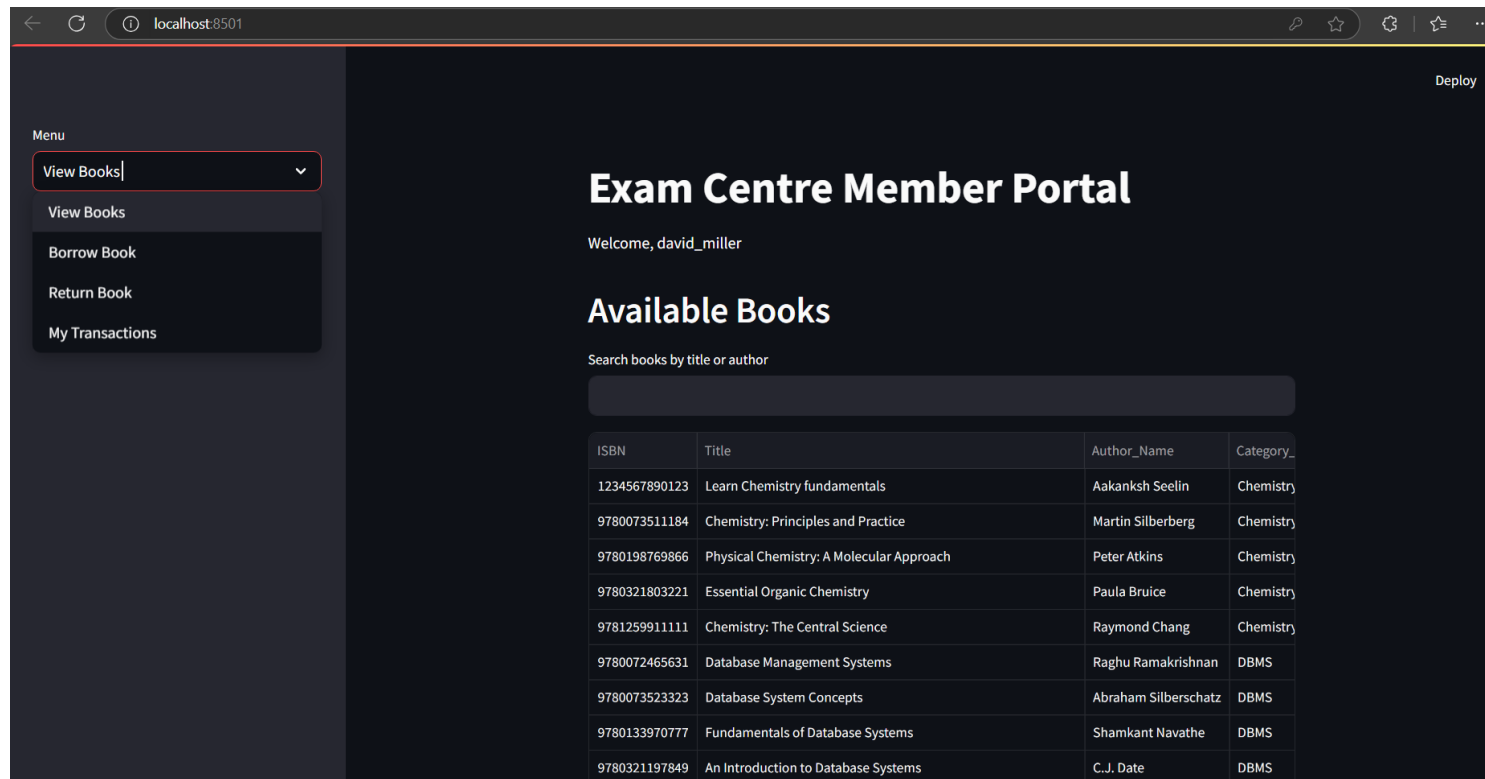 localhost:8501
Deploy
Menu
View Books
View Books
Borrow Book
Return Book
My Transactions
Exam Centre Member Portal
Welcome, david_miller
Available Books
Search books by title or author
ISBN Title Author_Name Category_
1234567890123 Learn Chemistry fundamentals Aakanksh Seelin Chemistry
9780073511184 Chemistry: Principles and Practice Martin Silberberg Chemistry
9780198769866 Physical Chemistry: A Molecular Approach Peter Atkins Chemistry
9780321803221 Essential Organic Chemistry Paula Bruice Chemistry
9781259911111 Chemistry: The Central Science Raymond Chang Chemistry
9780072465631 Database Management Systems Raghu Ramakrishnan DBMS
9780073523323 Database System Concepts Abraham Silberschatz DBMS
9780133970777 Fundamentals of Database Systems Shamkant Navathe DBMS
9780321197849 An Introduction to Database Systems C.J. Date DBMS